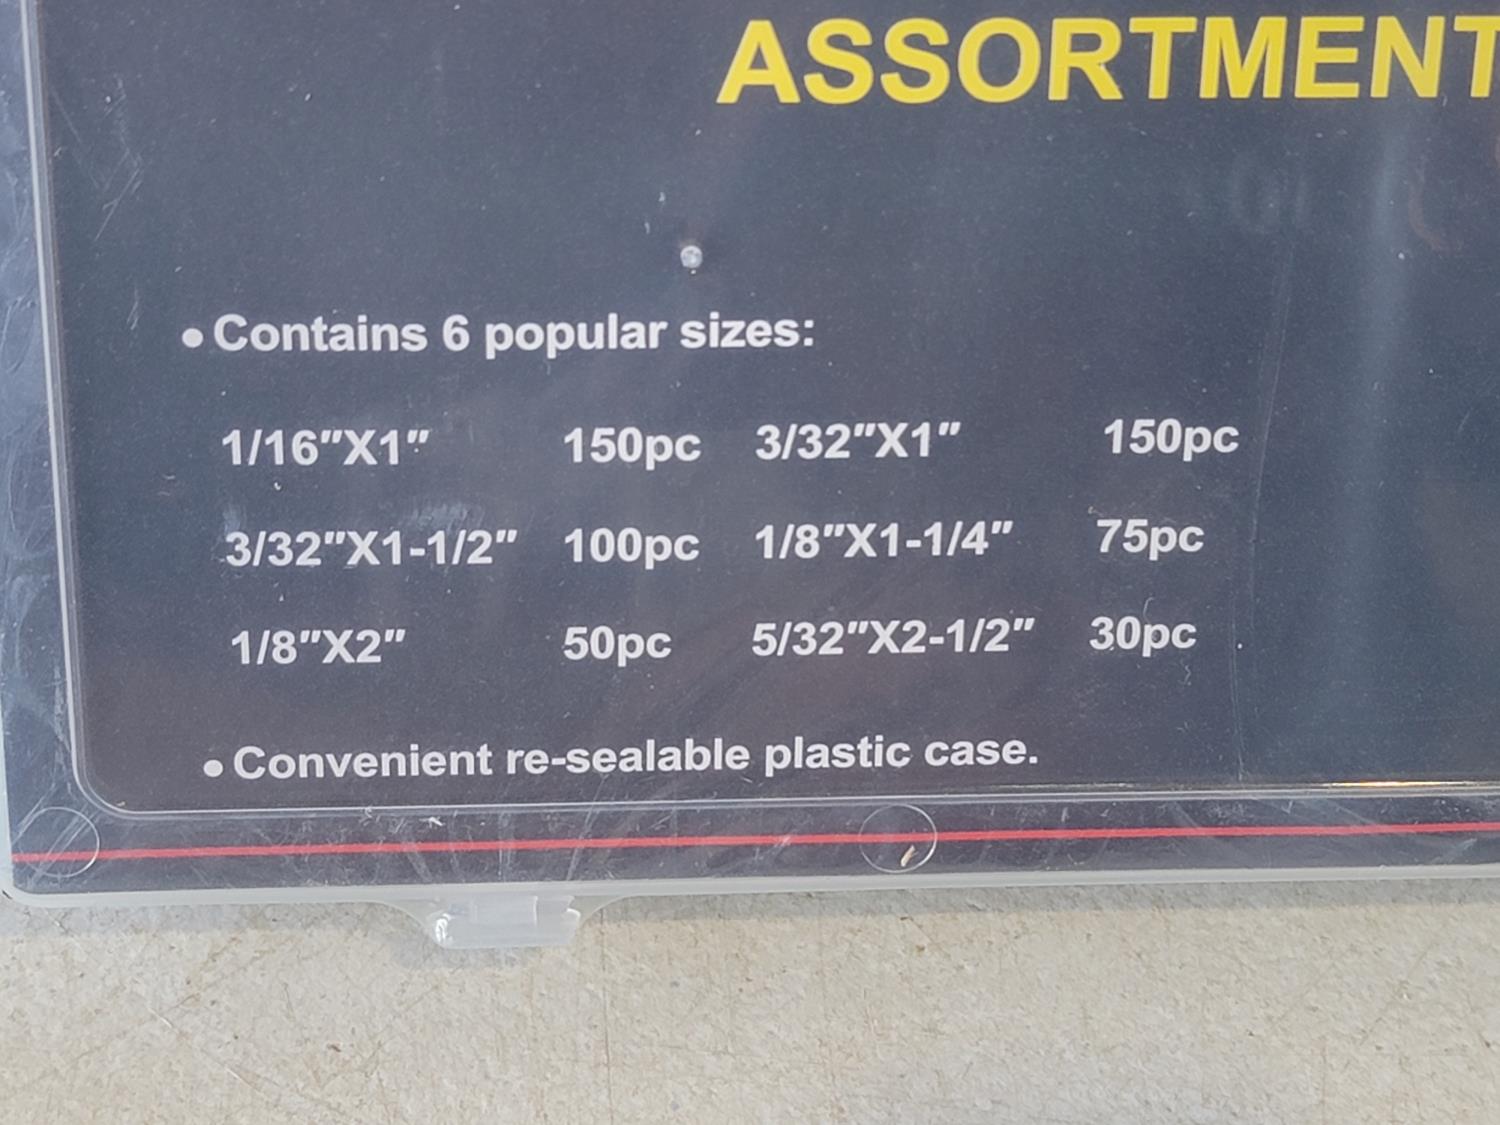 ASSORTMENT
• Contains 6 popular sizes:
1/16"X1" 150pc 3/32"X1" 150pc
3/32"X1-1/2" 100pc 1/8"X1-1/4" 75pc
1/8"X2" 50pc 5/32"X2-1/2" 30pc
• Convenient re-sealable plastic case.